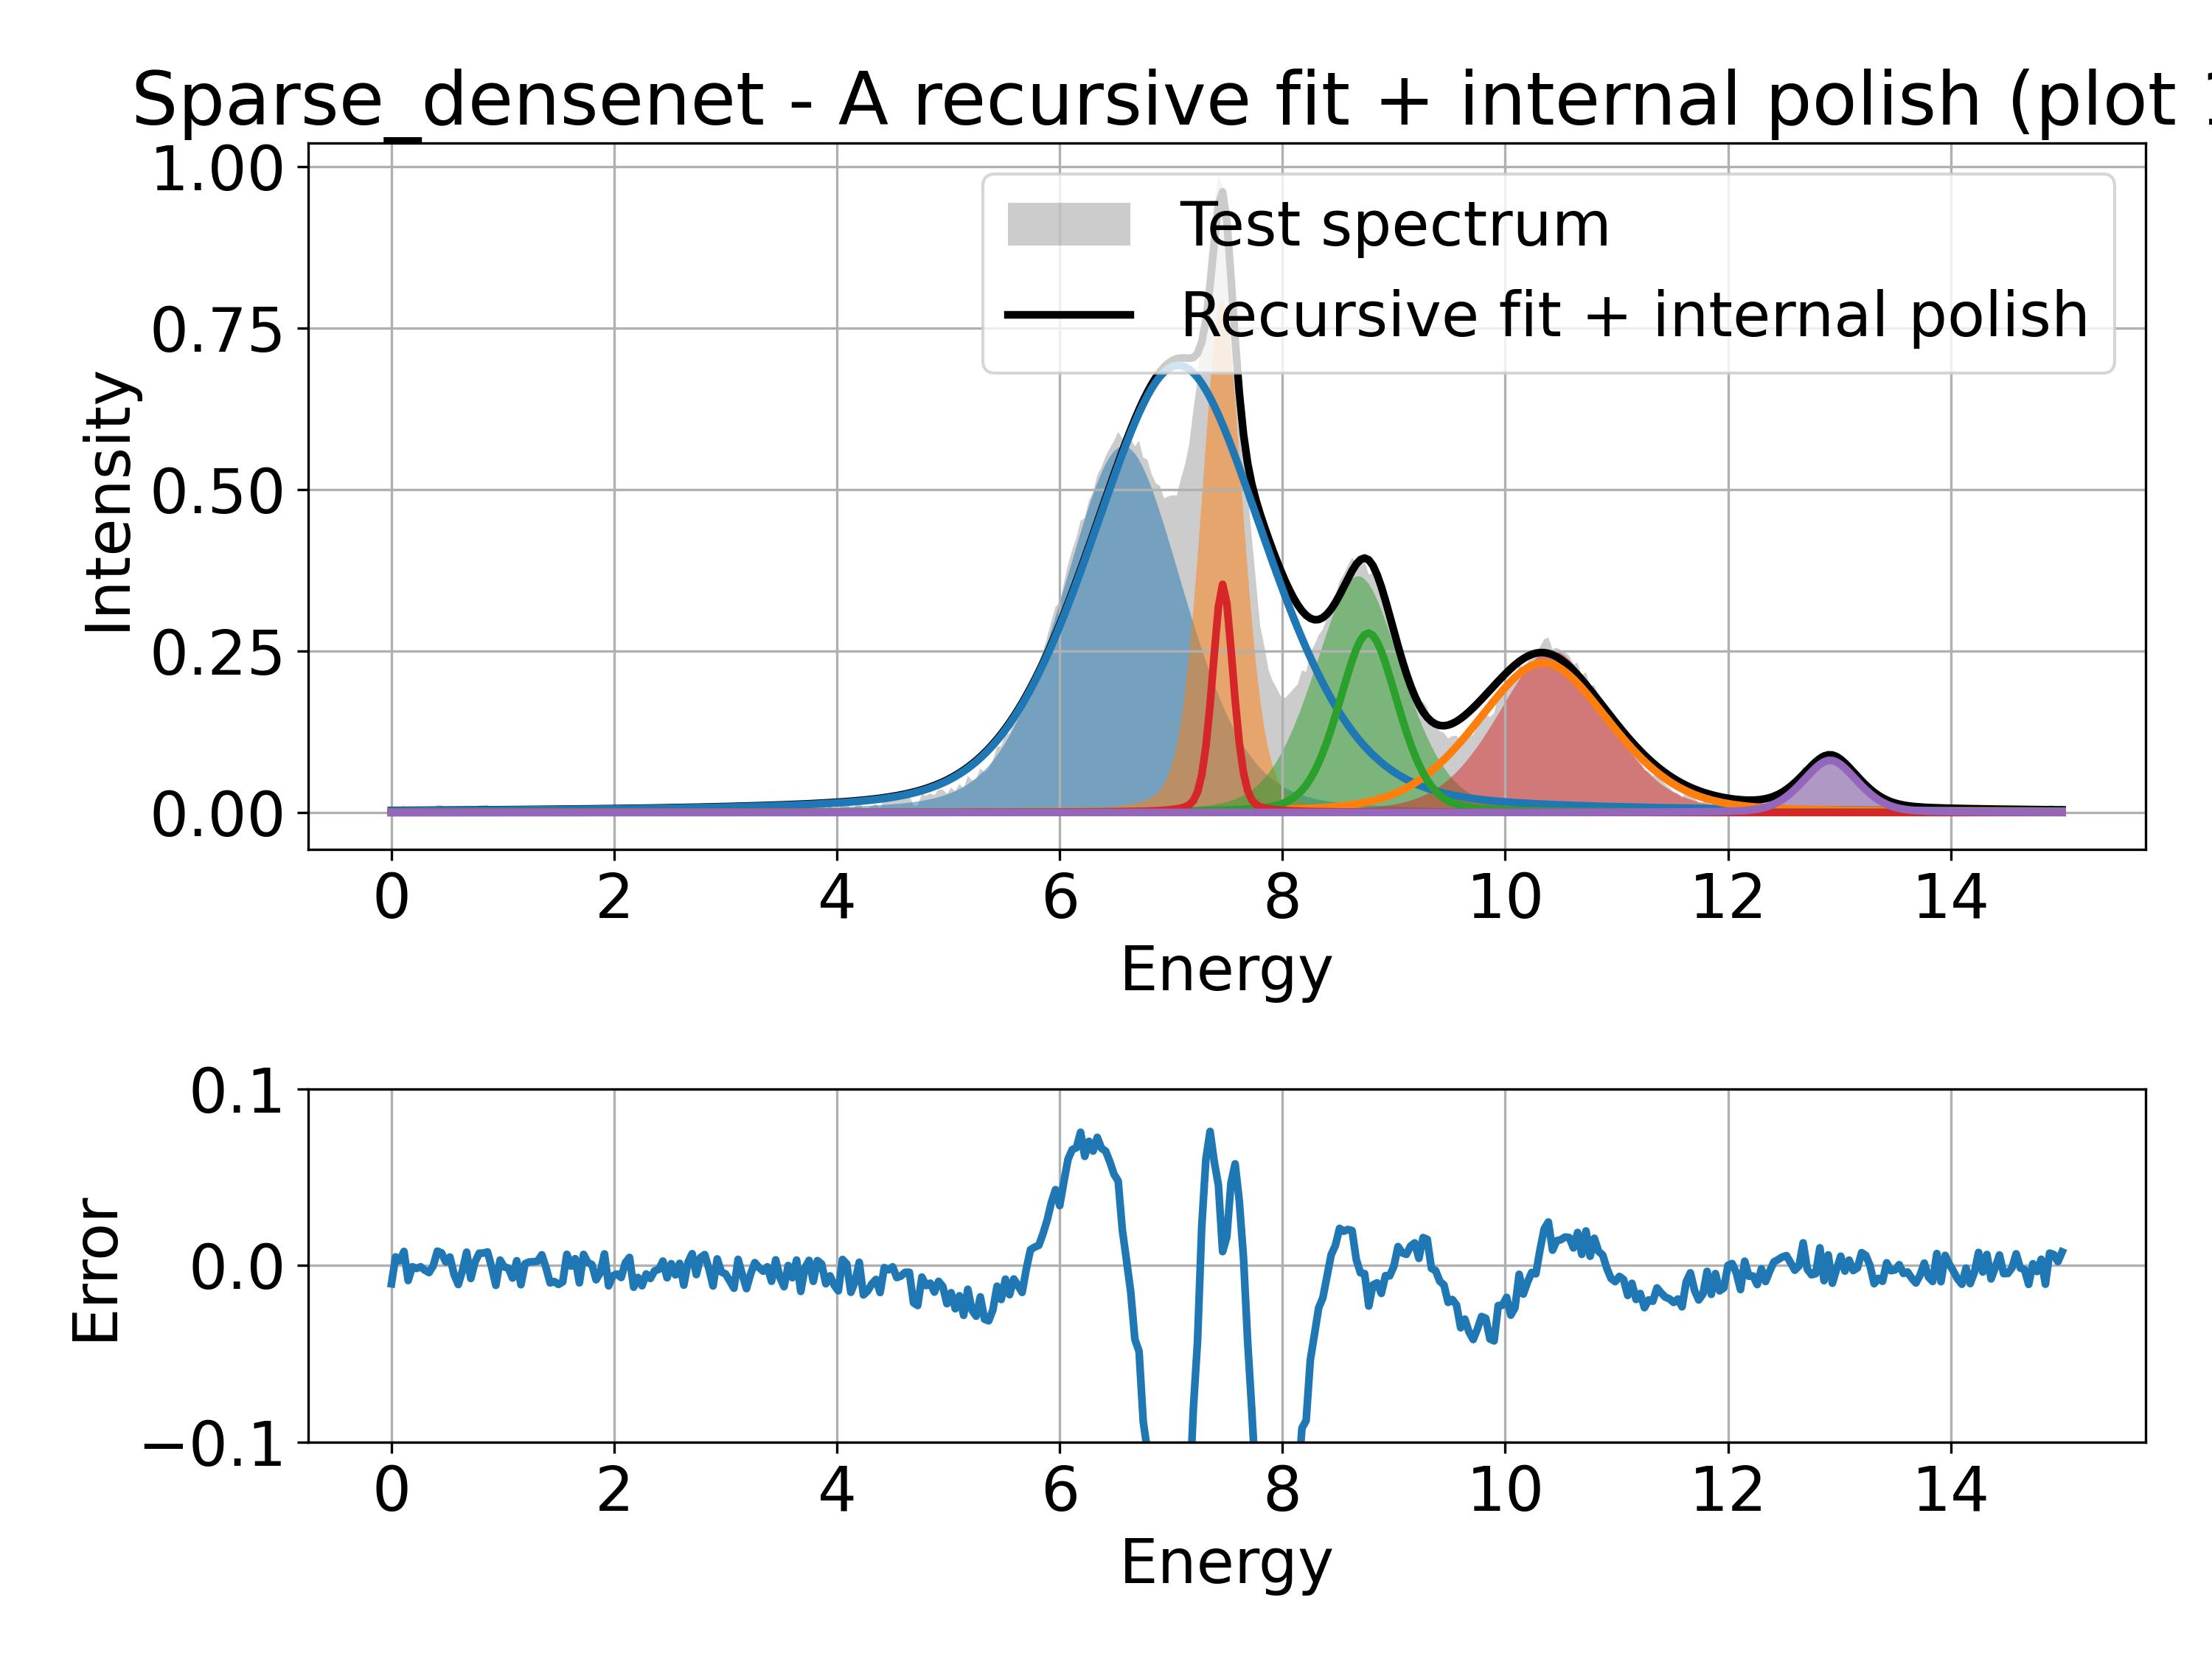 Sparse_densenet - A recursive fit + internal polish (plot
1.00
0.75
0.50
0.25
0.00
Intensity
Test spectrum
Recursive fit + internal polish
0 2 4 6 8 10 12 14
Energy
0.1
0.0
−0.1
Error
0 2 4 6 8 10 12 14
Energy